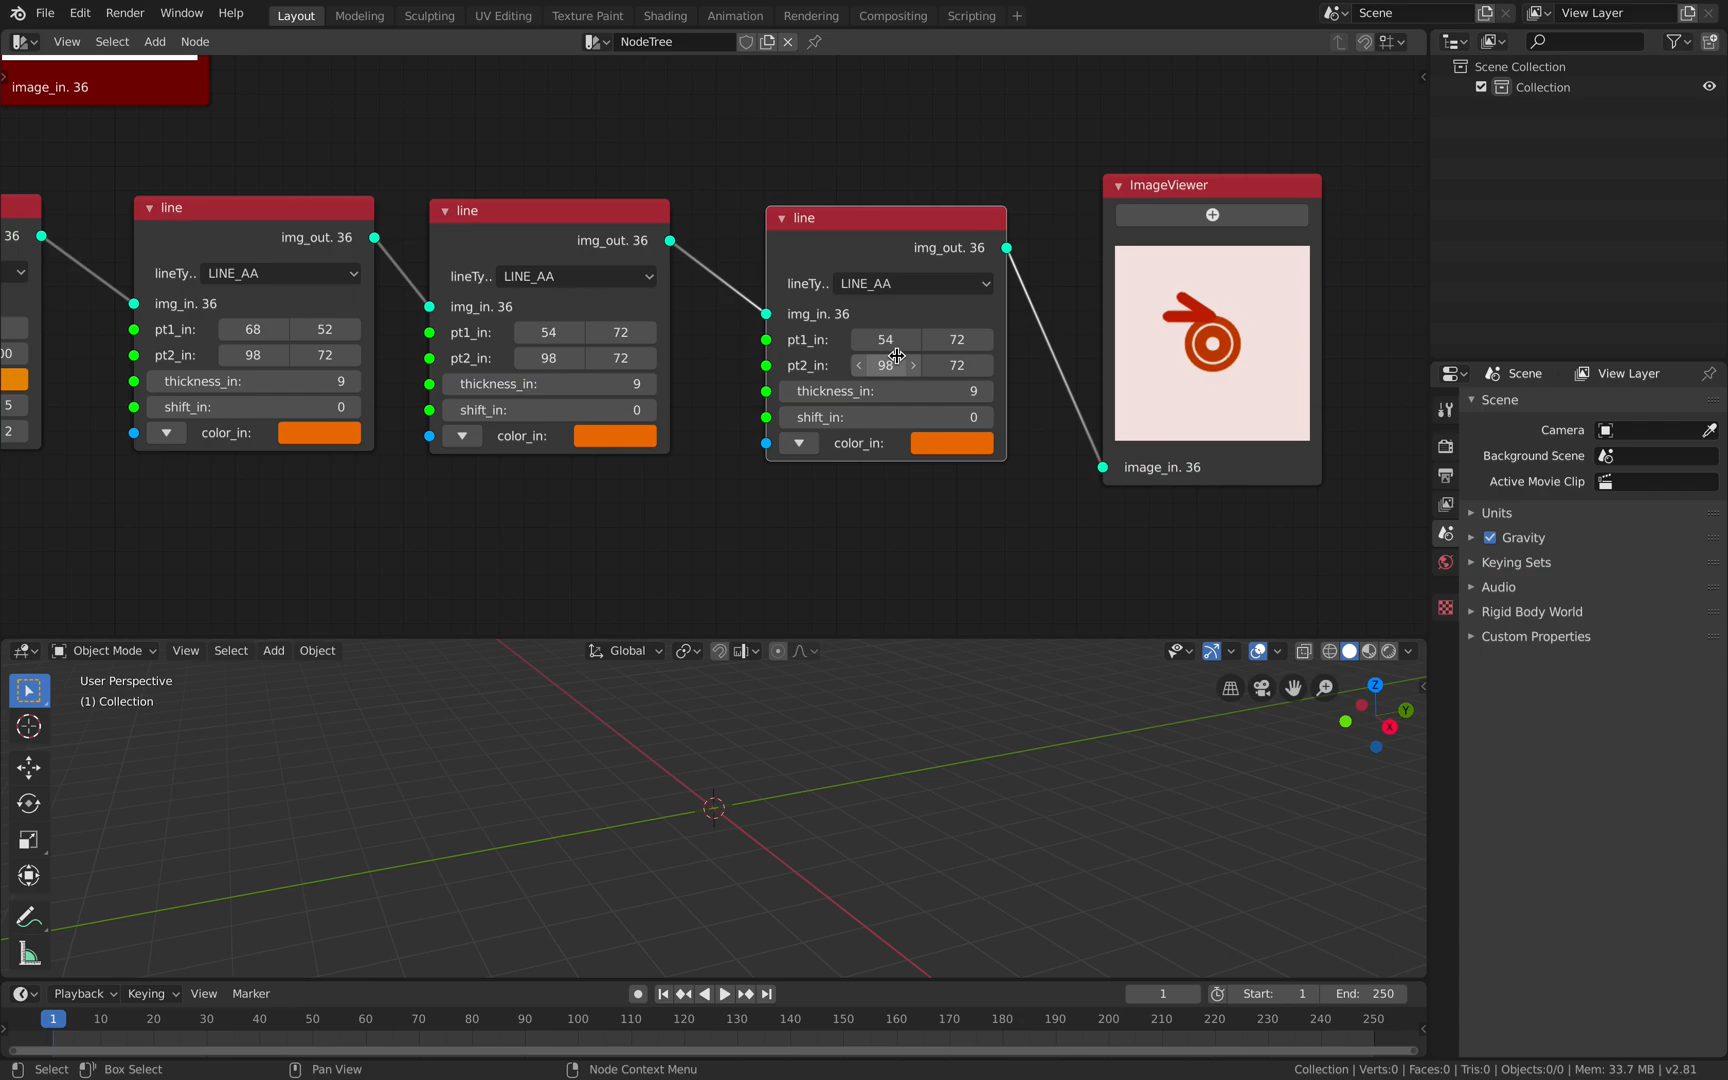 File Edit Render Window Help Layout Modeling Sculpting UV Editing Texture Paint Shading Animation Rendering Compositing Scripting + Scene View Layer
View Select Add Node NodeTree
Scene Collection
Collection
image_in. 36
36
00
5
2
line
img_out. 36
lineTy.. LINE_AA
img_in. 36
pt1_in: 68 52
pt2_in: 98 72
thickness_in: 9
shift_in: 0
color_in:
line
img_out. 36
lineTy.. LINE_AA
img_in. 36
pt1_in: 54 72
pt2_in: 98 72
thickness_in: 9
shift_in: 0
color_in:
line
img_out. 36
lineTy.. LINE_AA
img_in. 36
pt1_in: 54 72
pt2_in: 98 72
thickness_in: 9
shift_in: 0
color_in:
ImageViewer
image_in. 36
Scene View Layer
Scene
Camera
Background Scene
Active Movie Clip
Units
Gravity
Keying Sets
Audio
Rigid Body World
Custom Properties
Object Mode View Select Add Object Global
User Perspective
(1) Collection
Z
Y
X
Playback Keying View Marker 1 Start: 1 End: 250
1 10 20 30 40 50 60 70 80 90 100 110 120 130 140 150 160 170 180 190 200 210 220 230 240 250
Select Box Select Pan View Node Context Menu Collection | Verts:0 | Faces:0 | Tris:0 | Objects:0/0 | Mem: 33.7 MB | v2.81